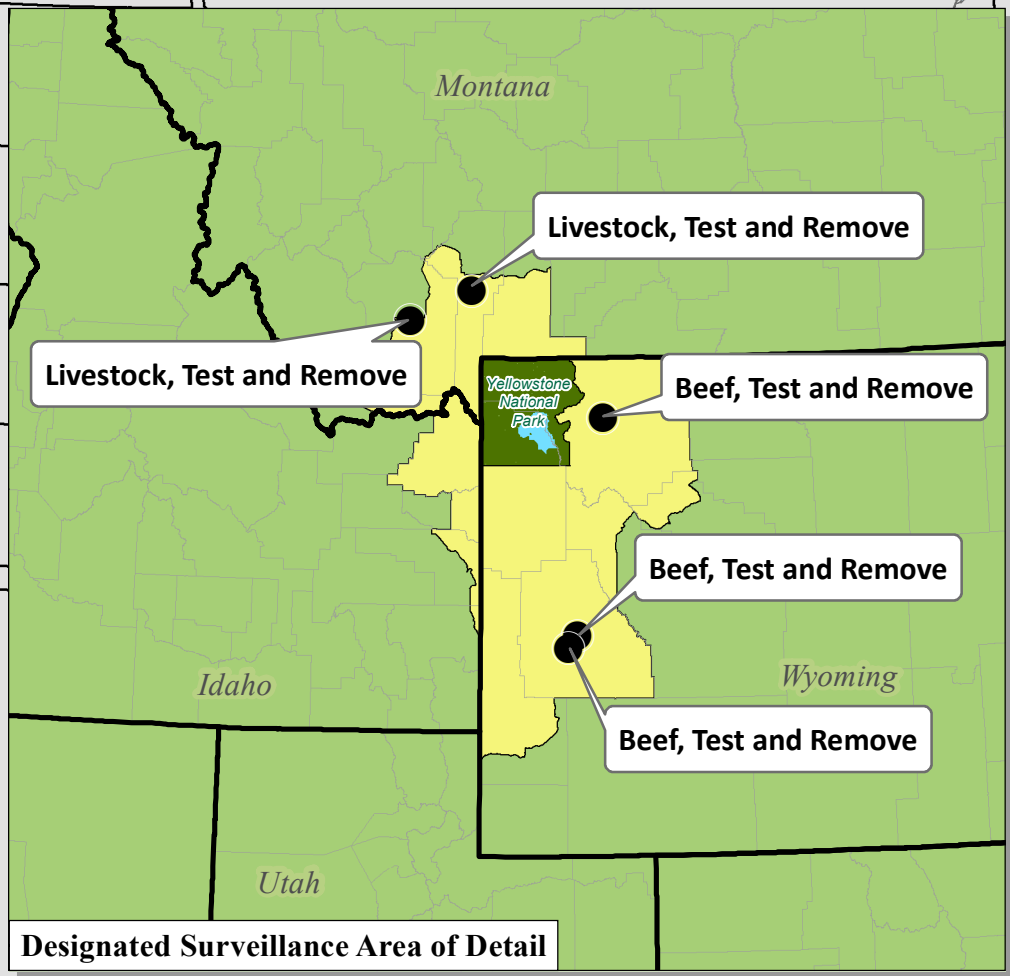 Montana
Livestock, Test and Remove
Livestock, Test and Remove
Yellowstone
National
Park
Beef, Test and Remove
Beef, Test and Remove
Idaho
Wyoming
Beef, Test and Remove
Utah
Designated Surveillance Area of Detail